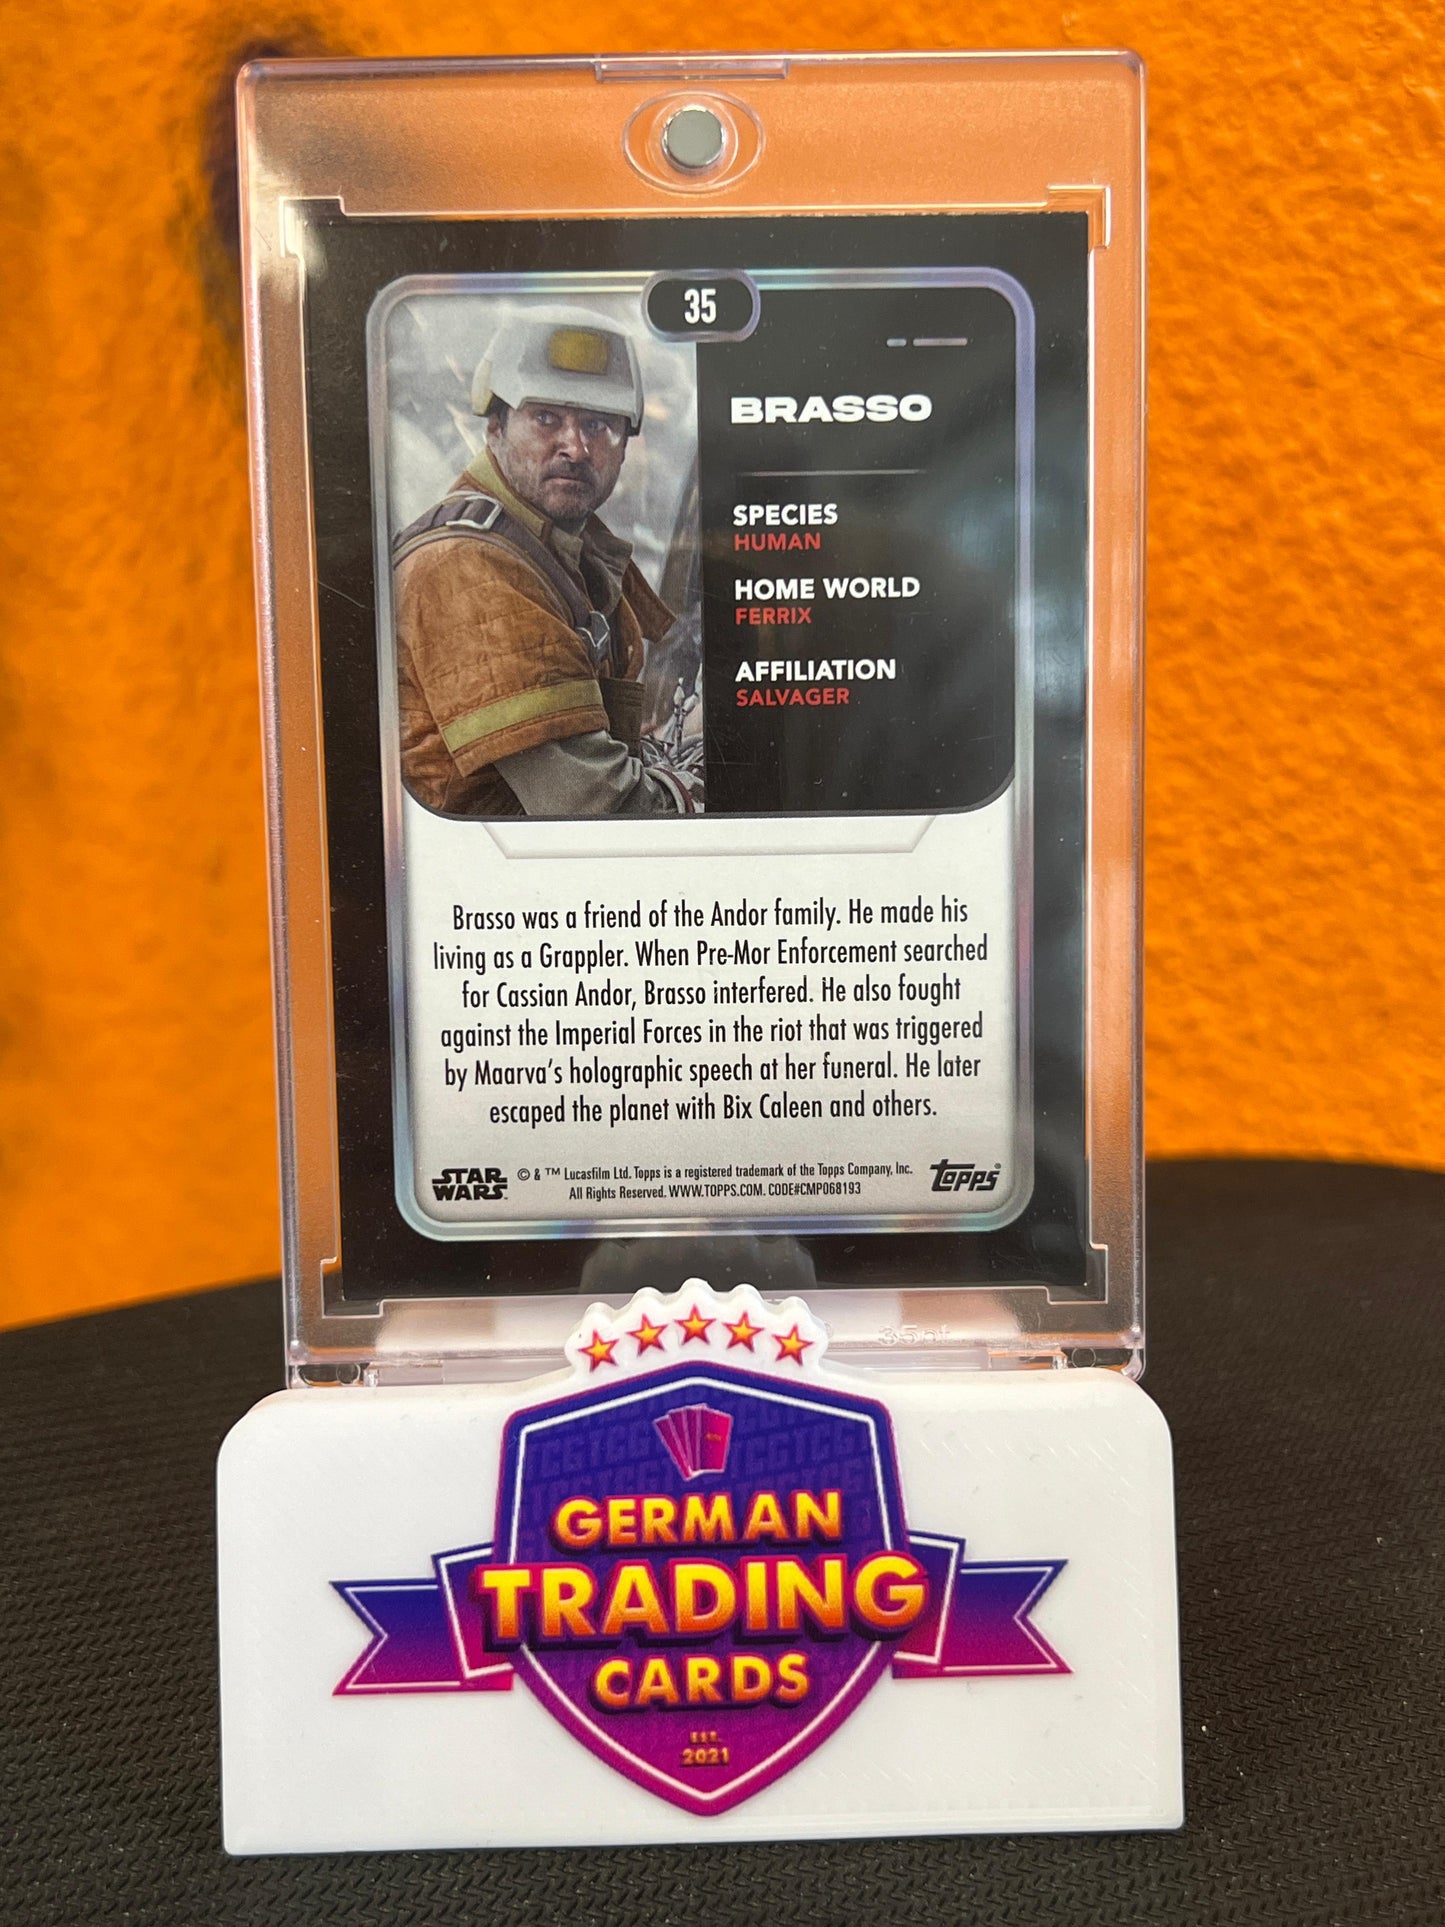 35
BRASSO
SPECIES
HUMAN
HOME WORLD
FERRIX
AFFILIATION
SALVAGER
Brasso was a friend of the Andor family. He made his
living as a Grappler. When Pre-Mor Enforcement searched
for Cassian Andor, Brasso interfered. He also fought
against the Imperial Forces in the riot that was triggered
by Maarva's holographic speech at her funeral. He later
escaped the planet with Bix Caleen and others.
STAR
WARS
© & ™ Lucasfilm Ltd. Topps is a registered trademark of the Topps Company, Inc.
All Rights Reserved. WWW.TOPPS.COM. CODE#CMP068193
topps®
35pt
GERMAN
TRADING
CARDS
EST.
2021